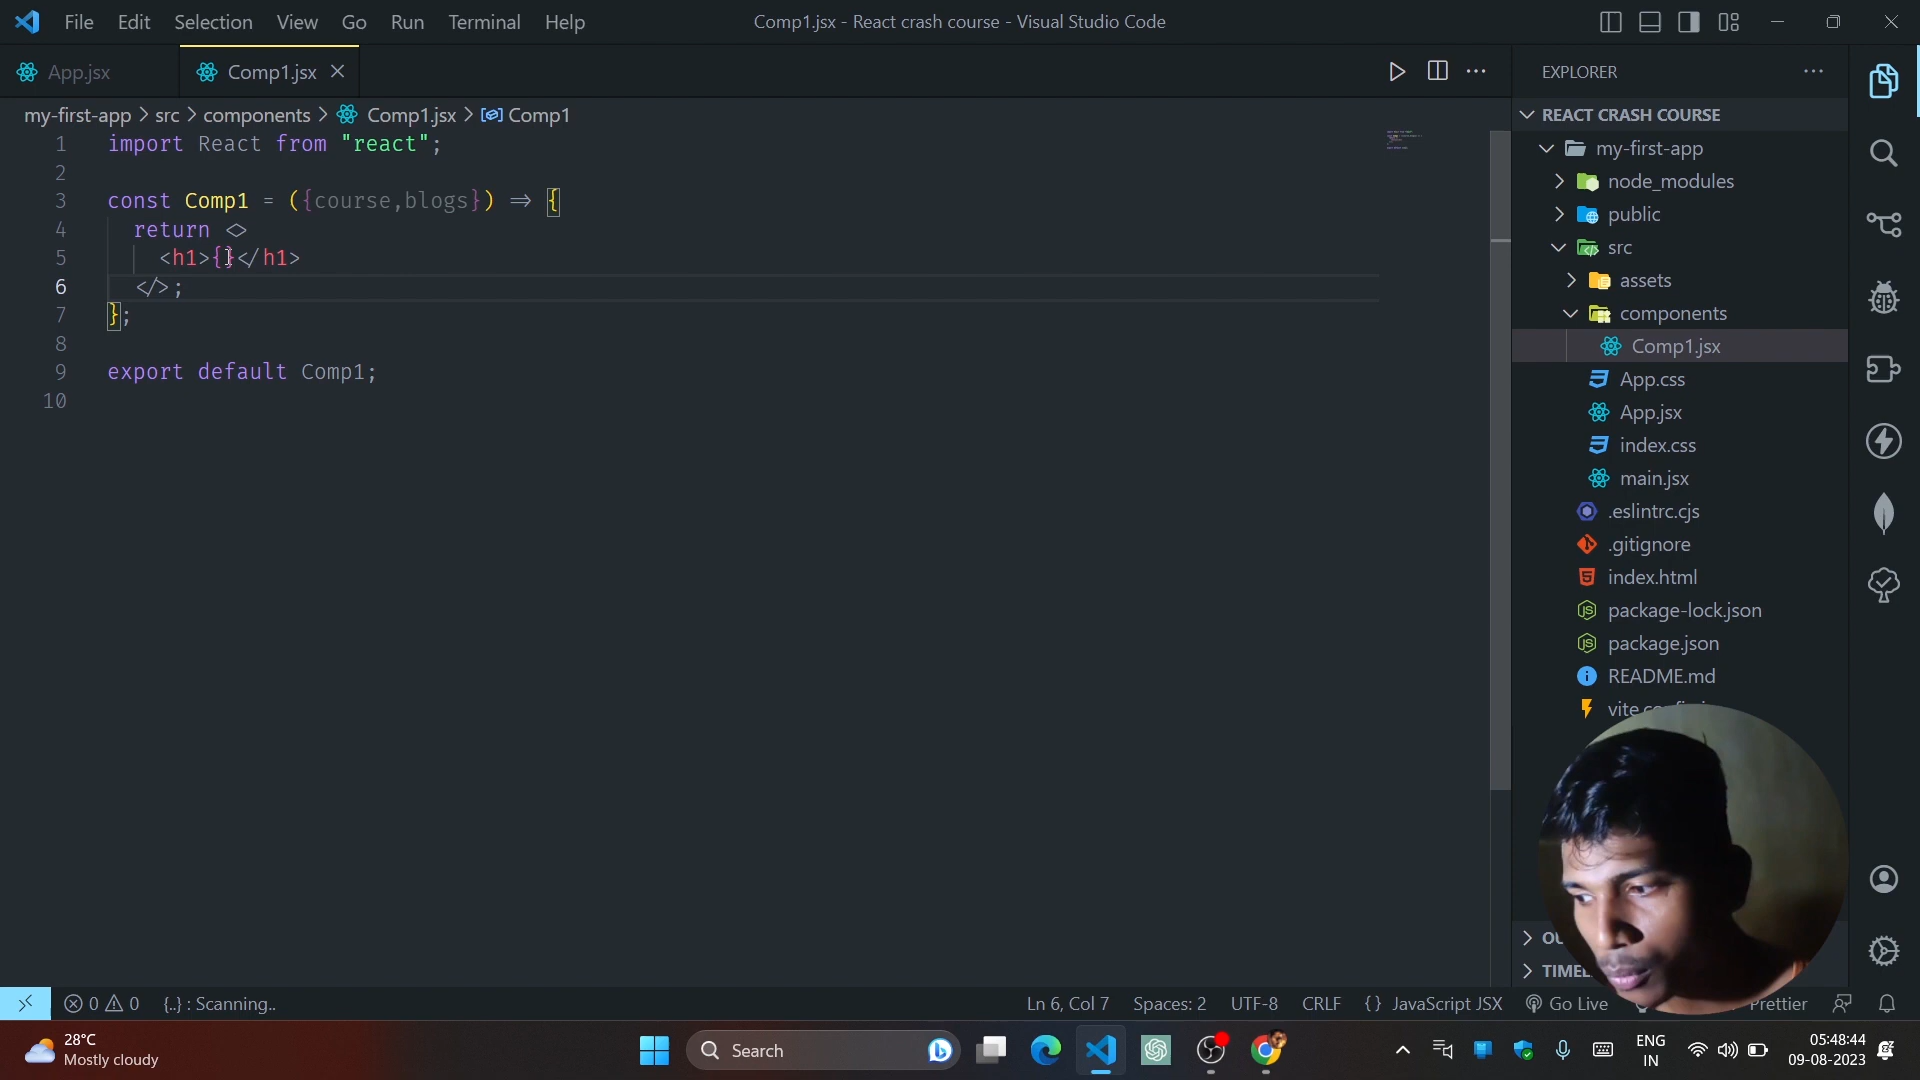 File Edit Selection View Go Run Terminal Help
Comp1.jsx - React crash course - Visual Studio Code
App.jsx
Comp1.jsx
my-first-app > src > components > Comp1.jsx > Comp1
1 import React from "react";
2
3 const Comp1 = ({course,blogs}) => {
4 return <>
5 <h1>{}</h1>
6 </>;
7 };
8
9 export default Comp1;
10
EXPLORER
REACT CRASH COURSE
my-first-app
node_modules
public
src
assets
components
Comp1.jsx
App.css
App.jsx
index.css
main.jsx
.eslintrc.cjs
.gitignore
index.html
package-lock.json
package.json
README.md
0 0 {..} : Scanning..
Ln 6, Col 7 Spaces: 2 UTF-8 CRLF {} JavaScript JSX Go Live Prettier
28°C
Mostly cloudy
Search
ENG
IN
05:48:44
09-08-2023